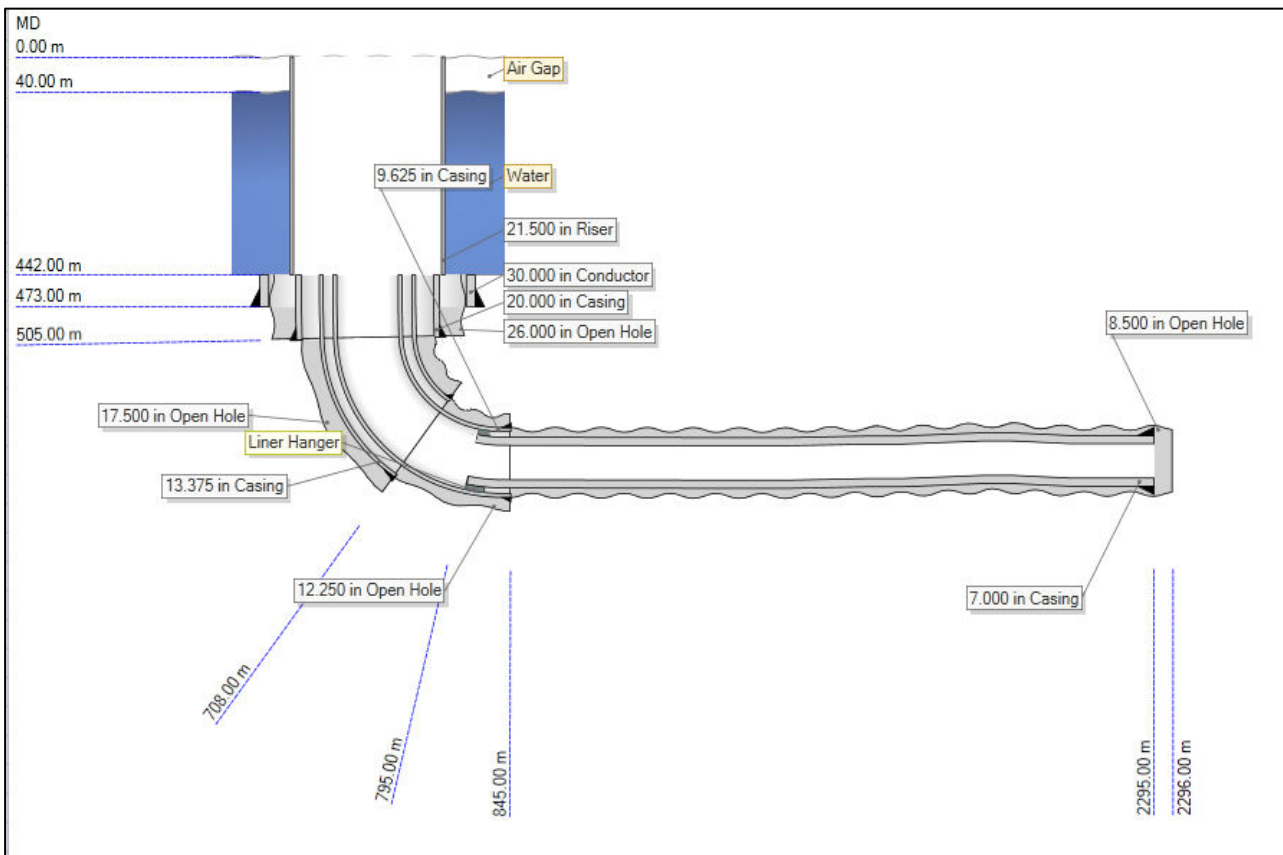 MD
0.00 m
Air Gap
40.00 m
9.625 in Casing
Water
21.500 in Riser
442.00 m
30.000 in Conductor
473.00 m
20.000 in Casing
505.00 m
26.000 in Open Hole
8.500 in Open Hole
17.500 in Open Hole
Liner Hanger
13.375 in Casing
12.250 in Open Hole
7.000 in Casing
708.00 m
795.00 m
845.00 m
2295.00 m
2296.00 m